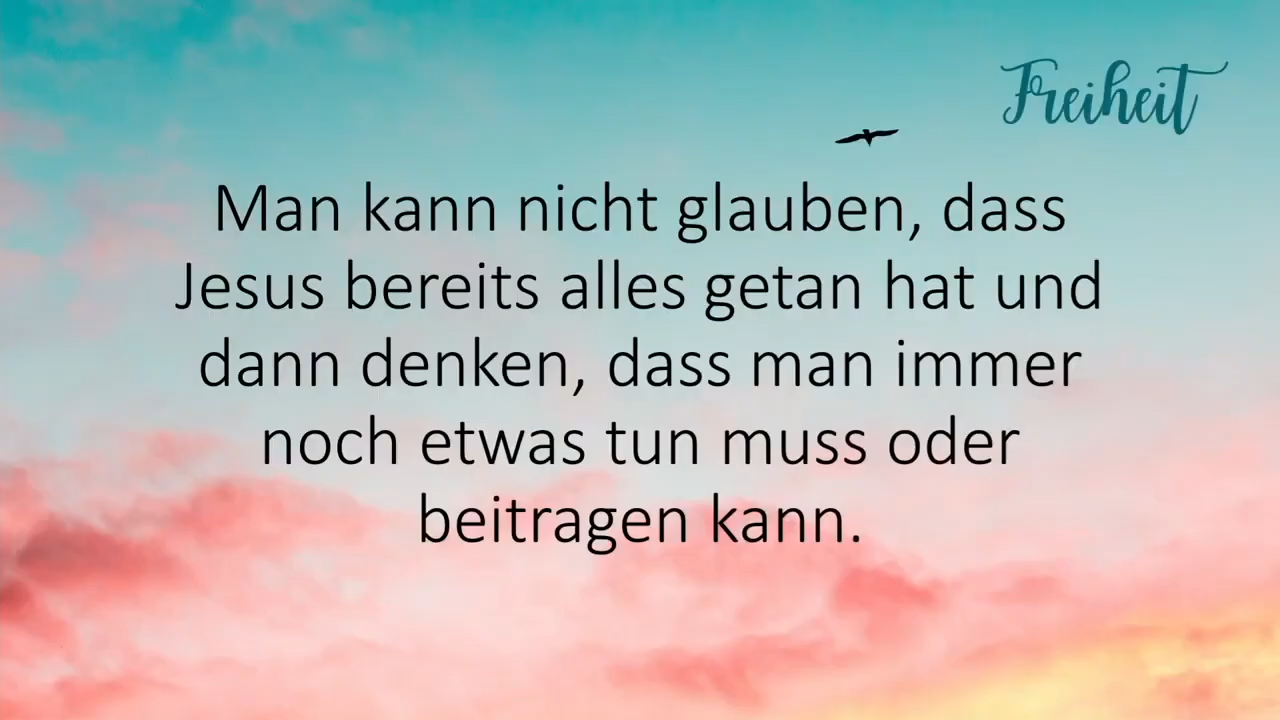 Freiheit
Man kann nicht glauben, dass
Jesus bereits alles getan hat und
dann denken, dass man immer
noch etwas tun muss oder
beitragen kann.